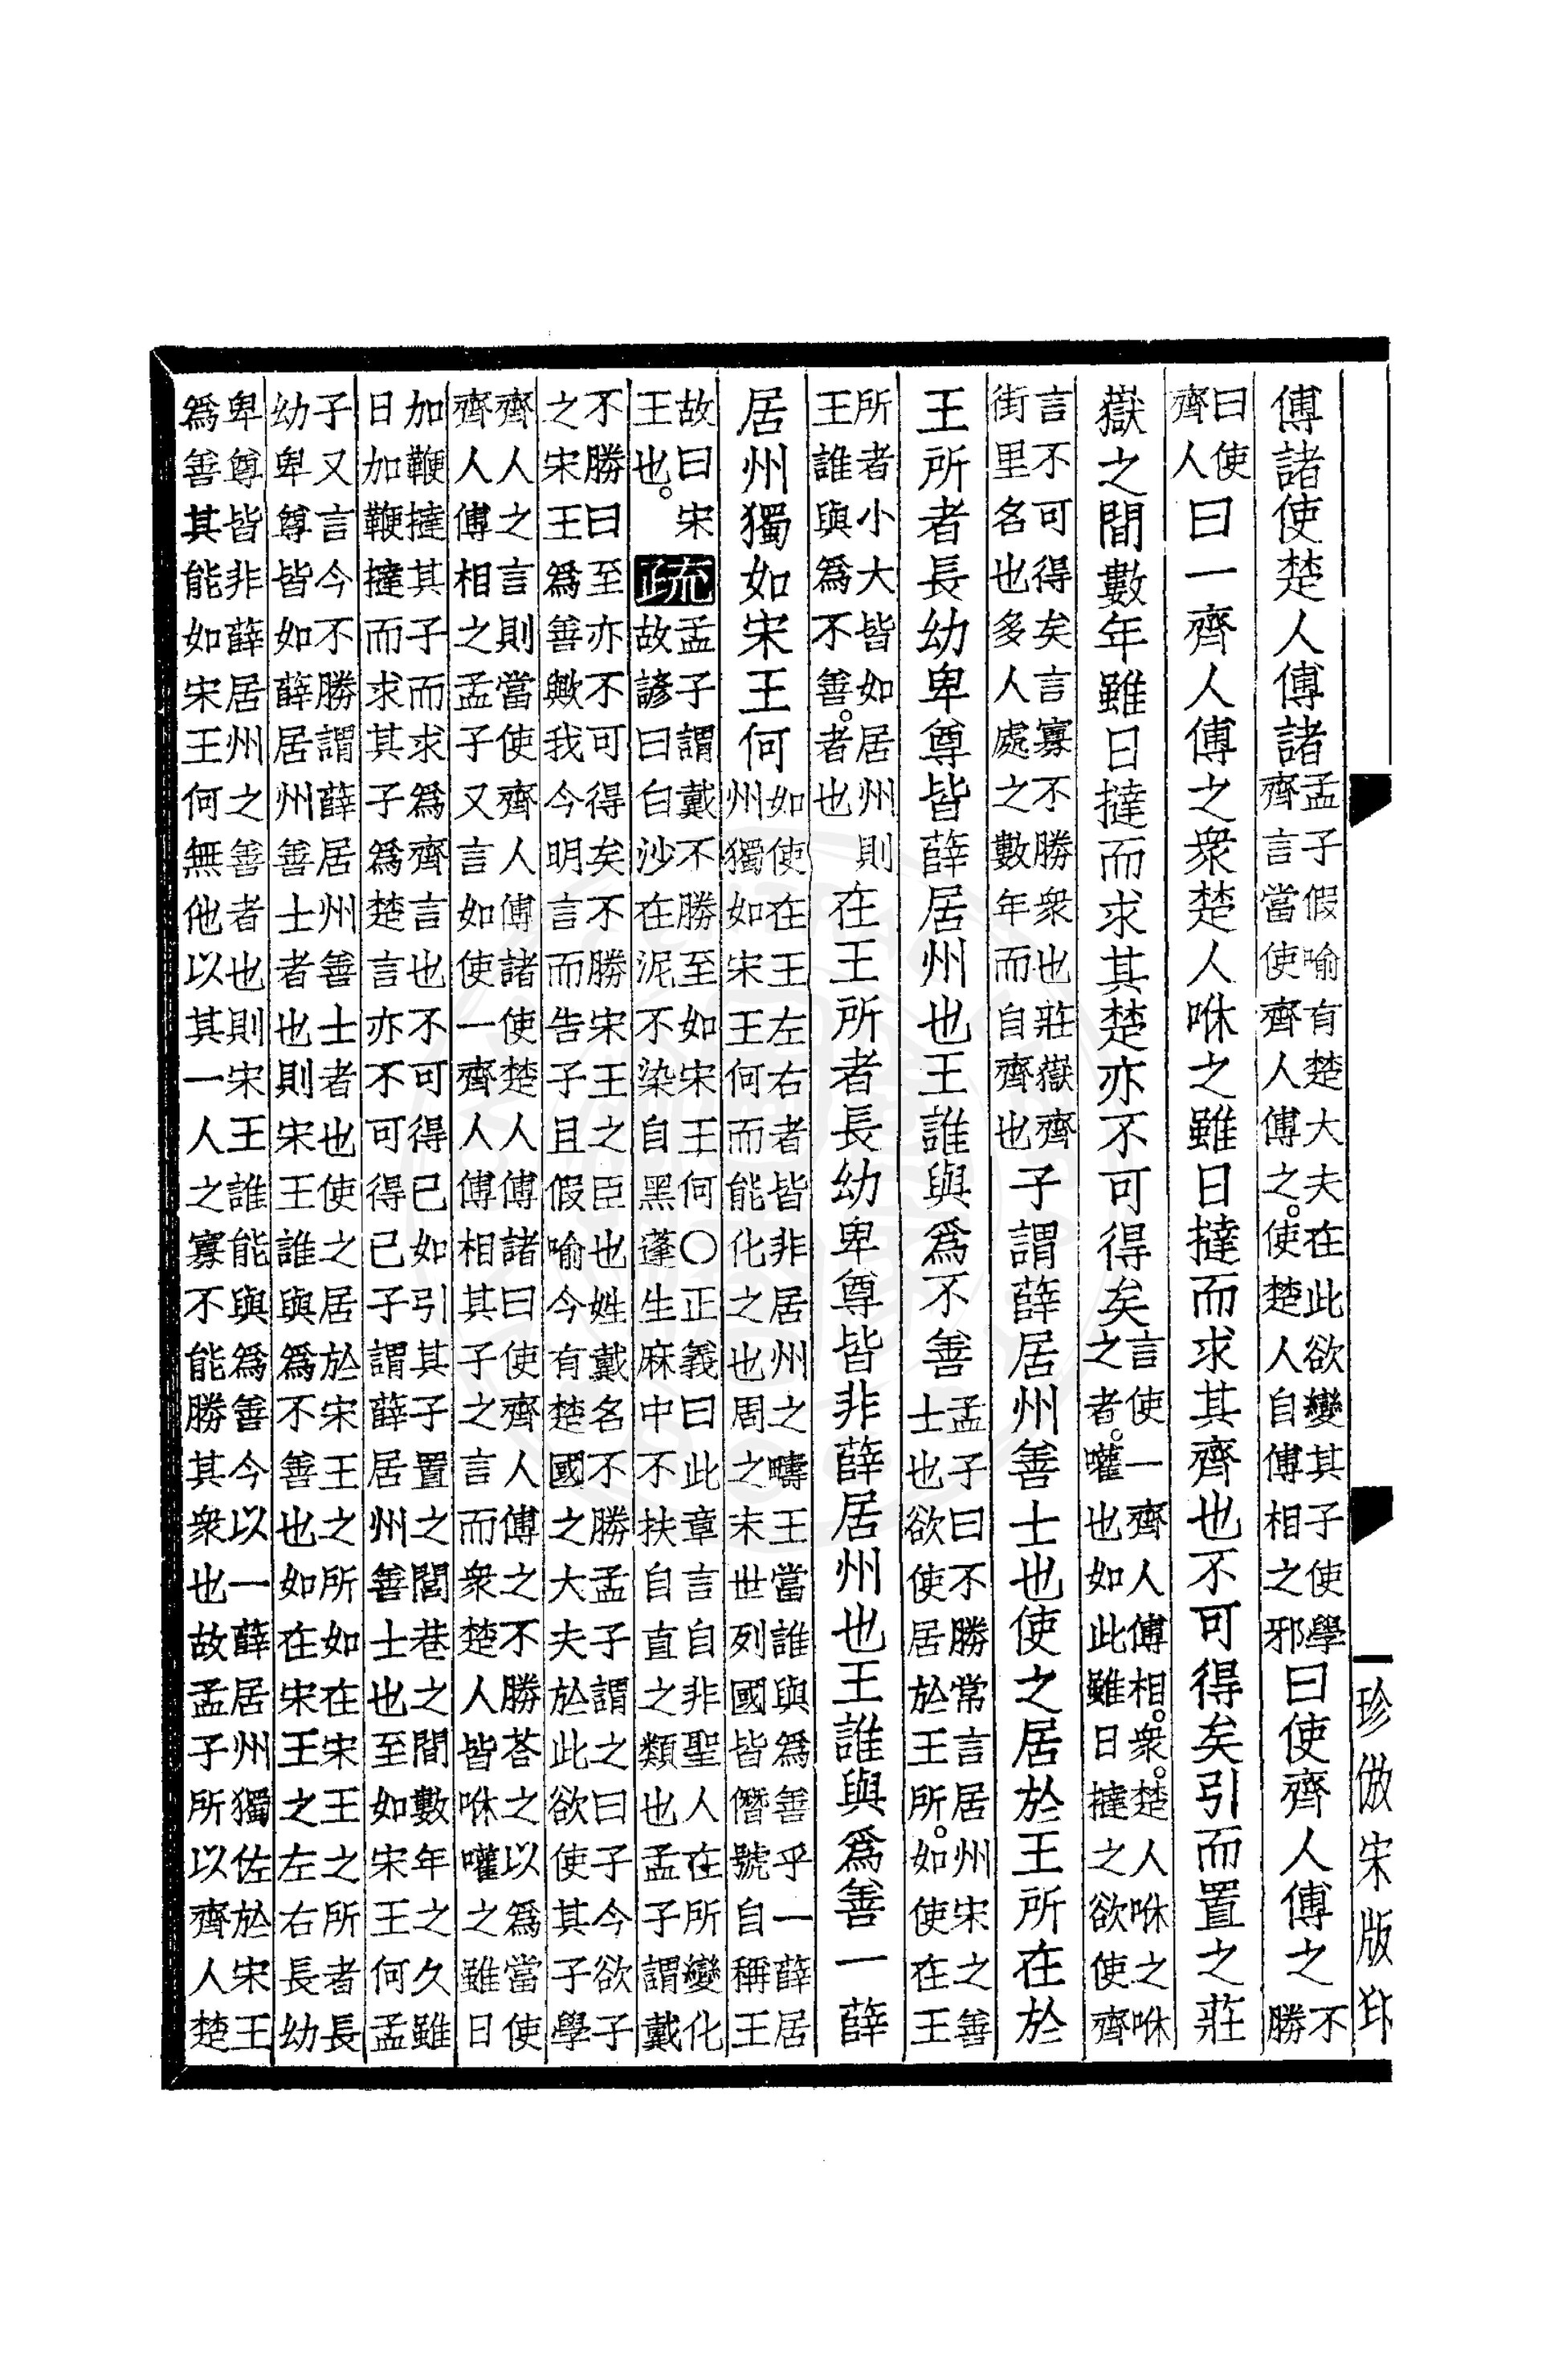 珍倣宋版印
傅諸使楚人傅諸孟子假喻有楚大夫在此欲變其子使學齊言當使齊人傅之。使楚人自傅相之邪曰使齊人傅之不勝
曰使齊人曰一齊人傅之衆楚人咻之雖日撻而求其齊也不可得矣引而置之莊
嶽之間數年雖日撻而求其楚亦不可得矣言使一齊人傅相。衆。楚人咻之咻之者。嚾也如此雖日撻之欲使齊
言不可得矣言寡不勝衆也莊嶽齊街里名也多人處之數年而自齊也子謂薛居州善士也使之居於王所在於
王所者長幼卑尊皆薛居州也王誰與爲不善孟子曰不勝常言居州宋之善士也欲使居於王所。如使在王
所者小大皆如居州則王誰與爲不善。者也在王所者長幼卑尊皆非薛居州也王誰與爲善一薛
居州獨如宋王何如使在王左右者皆非居州之疇王當誰與爲善乎一薛居州獨如宋王何而能化之也周之末世列國皆僭號自稱王
故曰宋王也。疏孟子謂戴不勝至如宋王何○正義曰此章言自非聖人在所變化故諺曰白沙在泥不染自黑蓬生麻中不扶自直之類也孟子謂戴
不勝曰至亦不可得矣不勝宋王之臣也姓戴名不勝孟子謂之曰子今欲子
之宋王爲善歟我今明言而告子且假喻今有楚國之大夫於此欲使其子學
齊人之言則當使齊人傅諸使楚人傅諸曰使齊人傅之不勝荅之以爲當使
齊人傅相之孟子又言如使一齊人傅相其子之言而衆楚人皆咻嚾之雖日
加鞭撻其子而求爲齊言也不可得已如引其子置之閭巷之間數年之久雖
日加鞭撻而求其子爲楚言亦不可得已子謂薛居州善士也至如宋王何孟
子又言今不勝謂薛居州善士者也使之居於宋王之所如在宋王之所者長
幼卑尊皆如薛居州善士者也則宋王誰與爲不善也如在宋王之左右長幼
卑尊皆非薛居州之善者也則宋王誰能與爲善今以一薛居州獨佐於宋王
爲善其能如宋王何無他以其一人之寡不能勝其衆也故孟子所以齊人楚